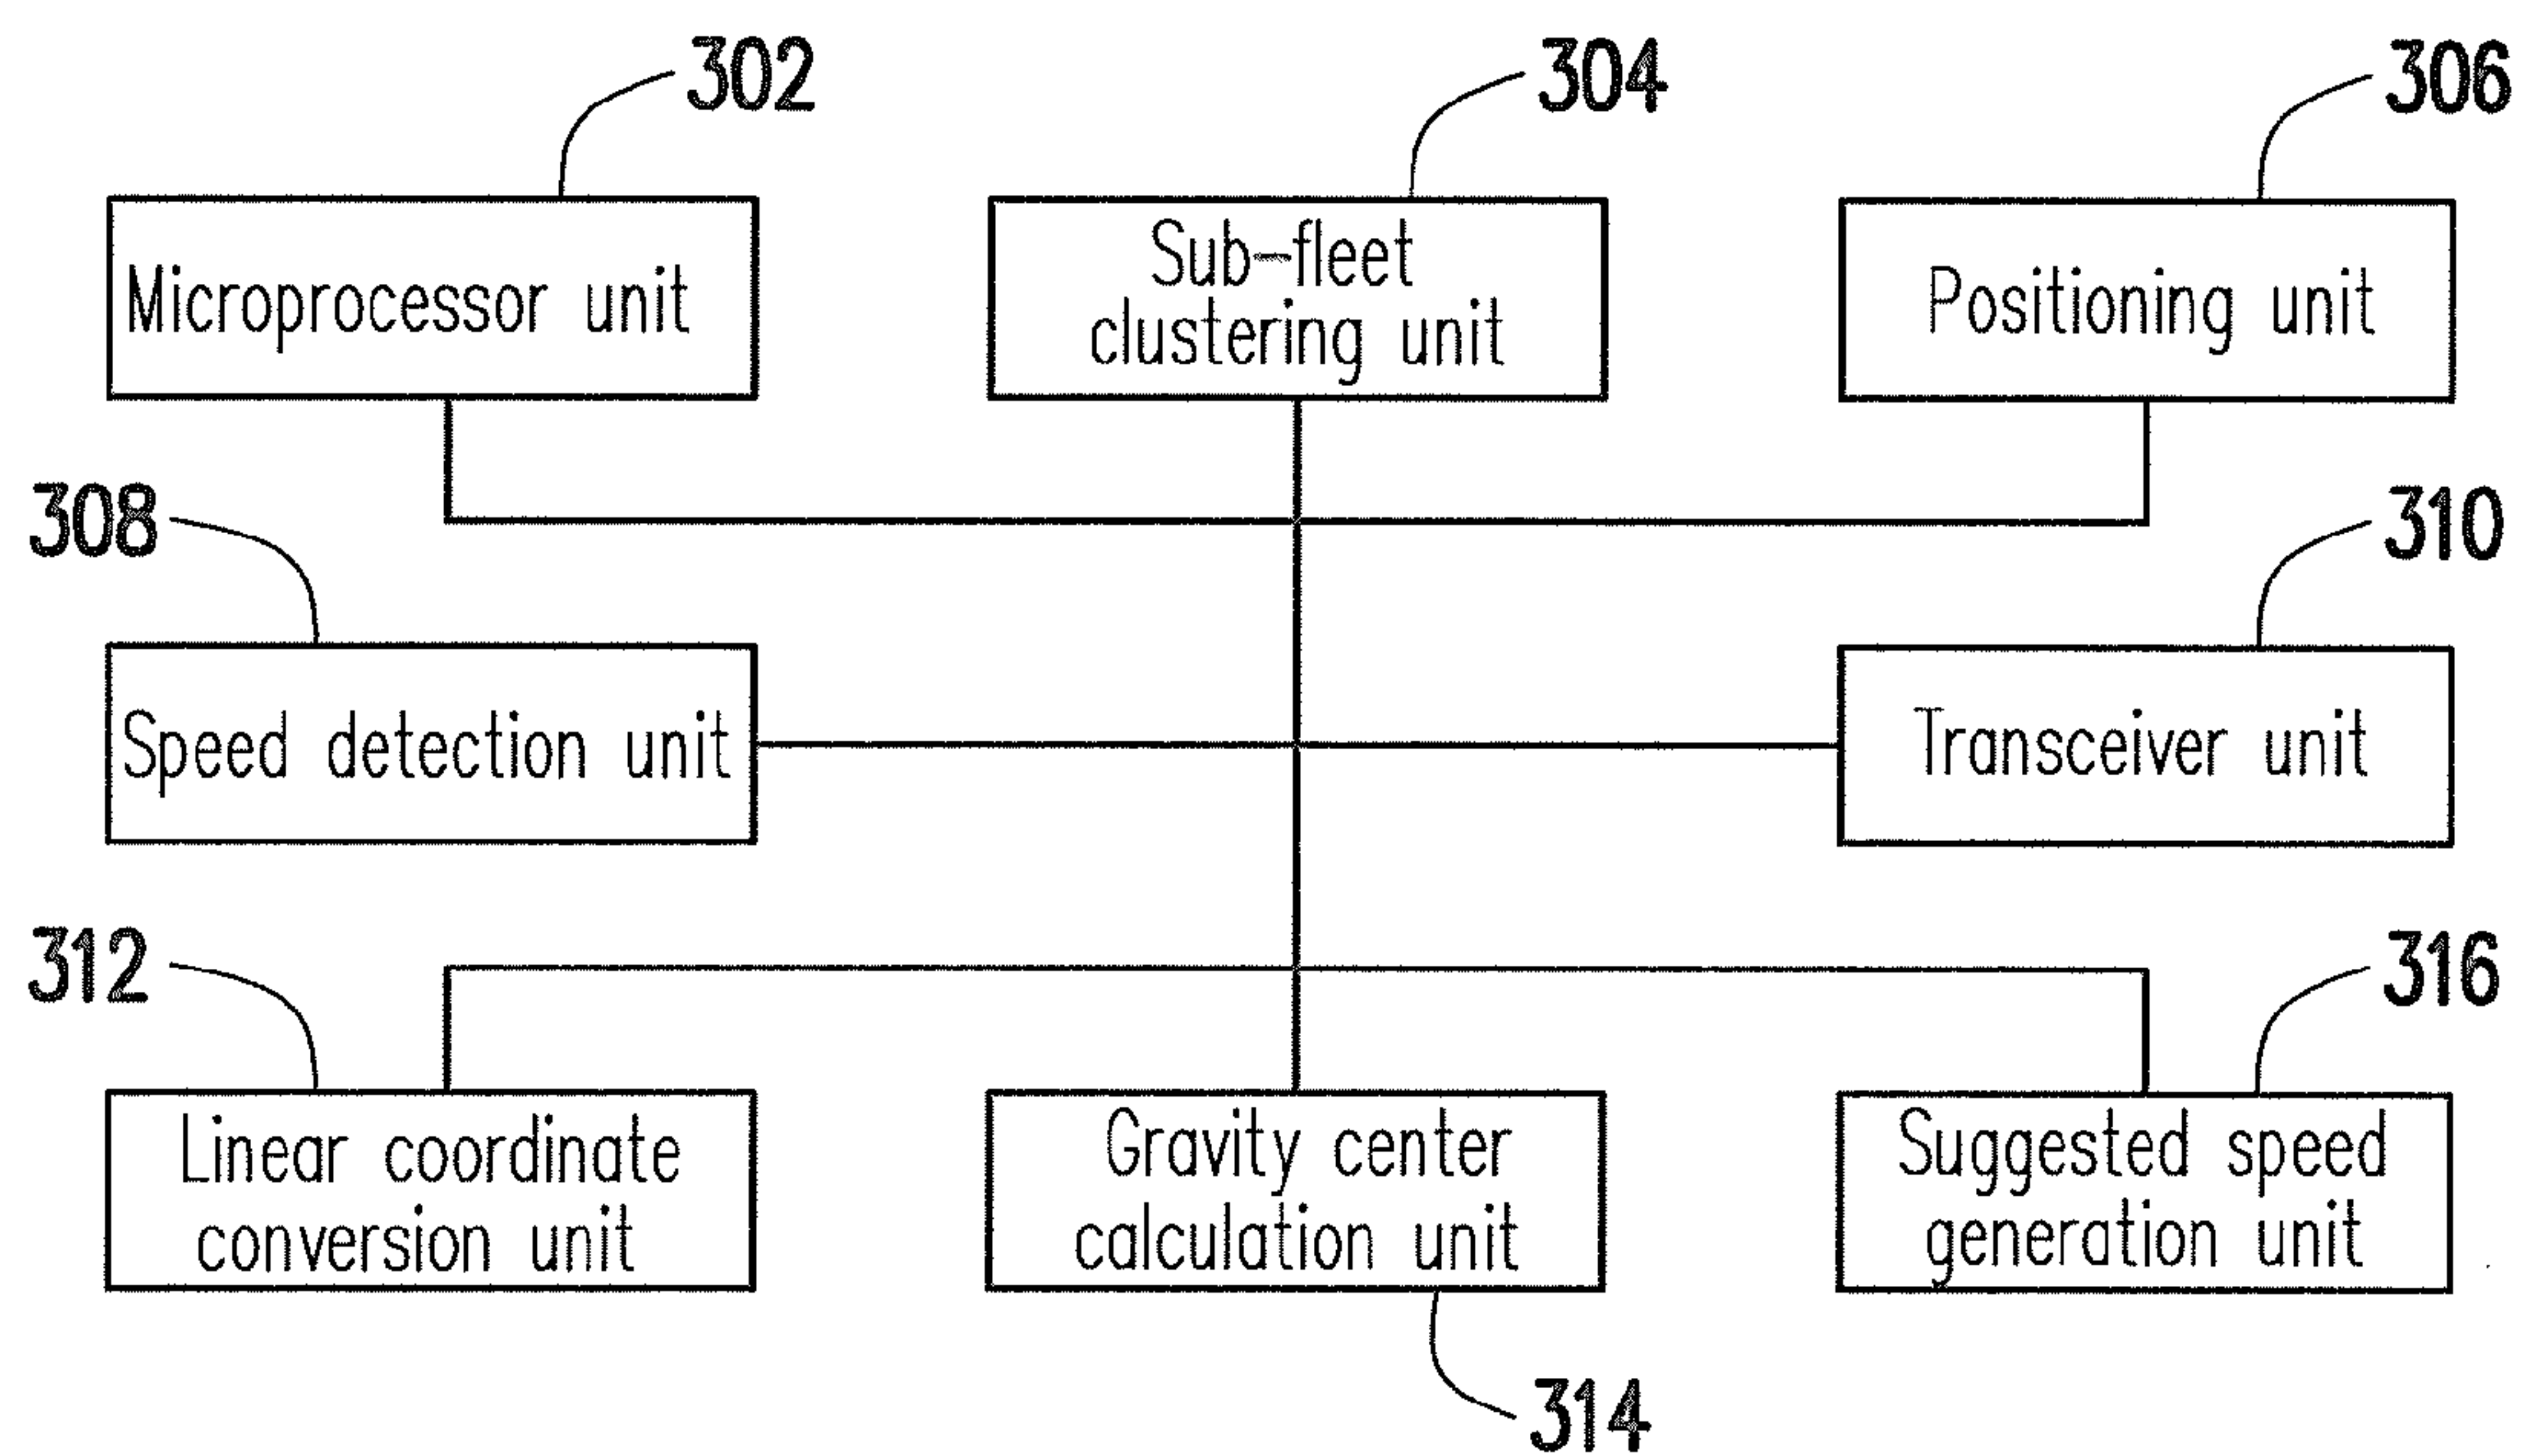 302
304
306
Microprocessor unit
Sub-fleet
clustering unit
Positioning unit
308
310
Speed detection unit
Transceiver unit
312
316
Linear coordinate
conversion unit
Gravity center
calculation unit
Suggested speed
generation unit
314